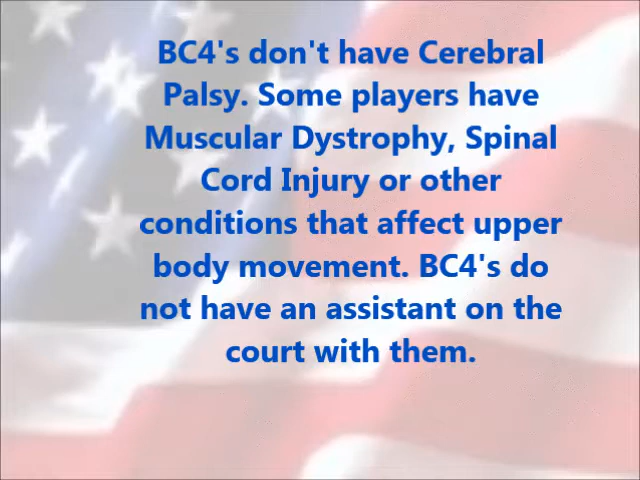 BC4's don't have Cerebral
Palsy. Some players have
Muscular Dystrophy, Spinal
Cord Injury or other
conditions that affect upper
body movement. BC4's do
not have an assistant on the
court with them.